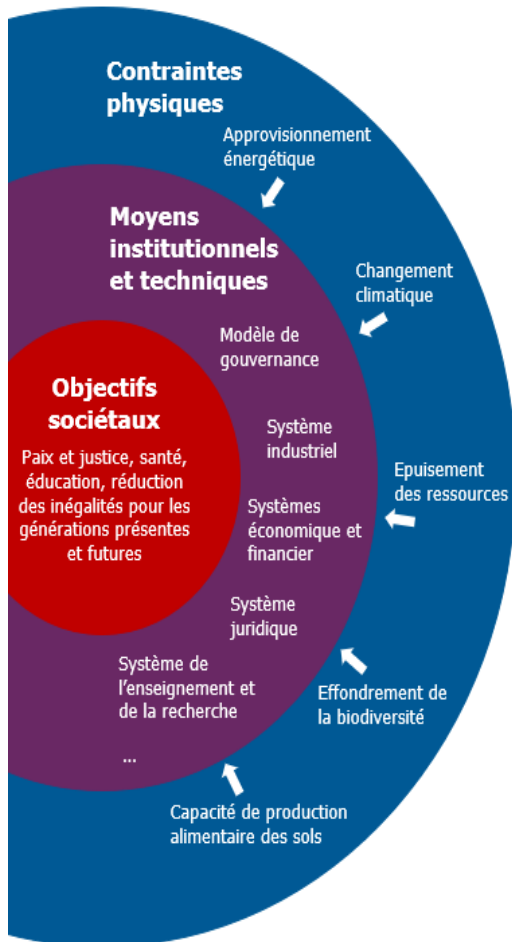 Contraintes
physiques
Approvisionnement
énergétique
Moyens
institutionnels
et techniques
Changement
climatique
Modèle de
gouvernance
Objectifs
sociétaux
Paix et justice, santé,
éducation, réduction
des inégalités pour les
générations présentes
et futures
Système
industriel
Epuisement
des ressources
Systèmes
économique et
financier
Système
juridique
Système de
l'enseignement et
de la recherche
...
Effondrement de
la biodiversité
Capacité de production
alimentaire des sols